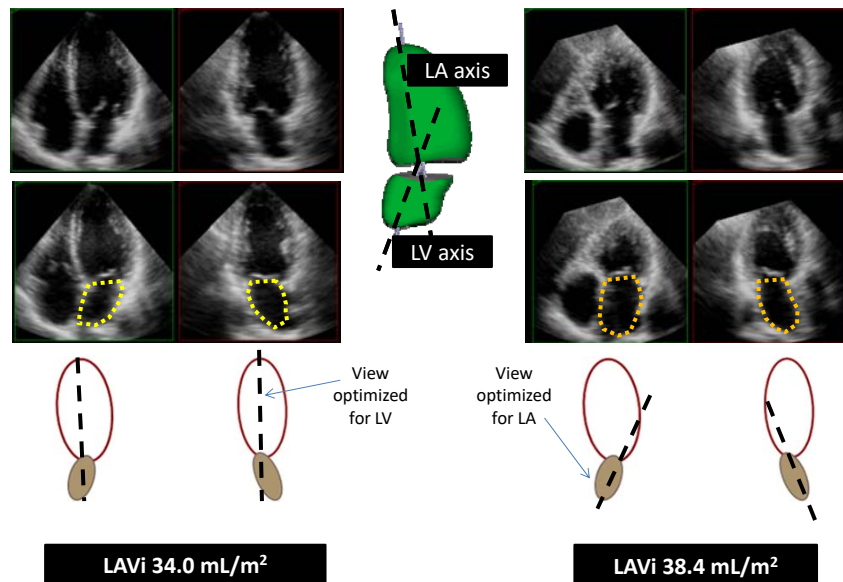 LA axis
LV axis
View
optimized
for LV
View
optimized
for LA
LAVi 34.0 mL/m²
LAVi 38.4 mL/m²